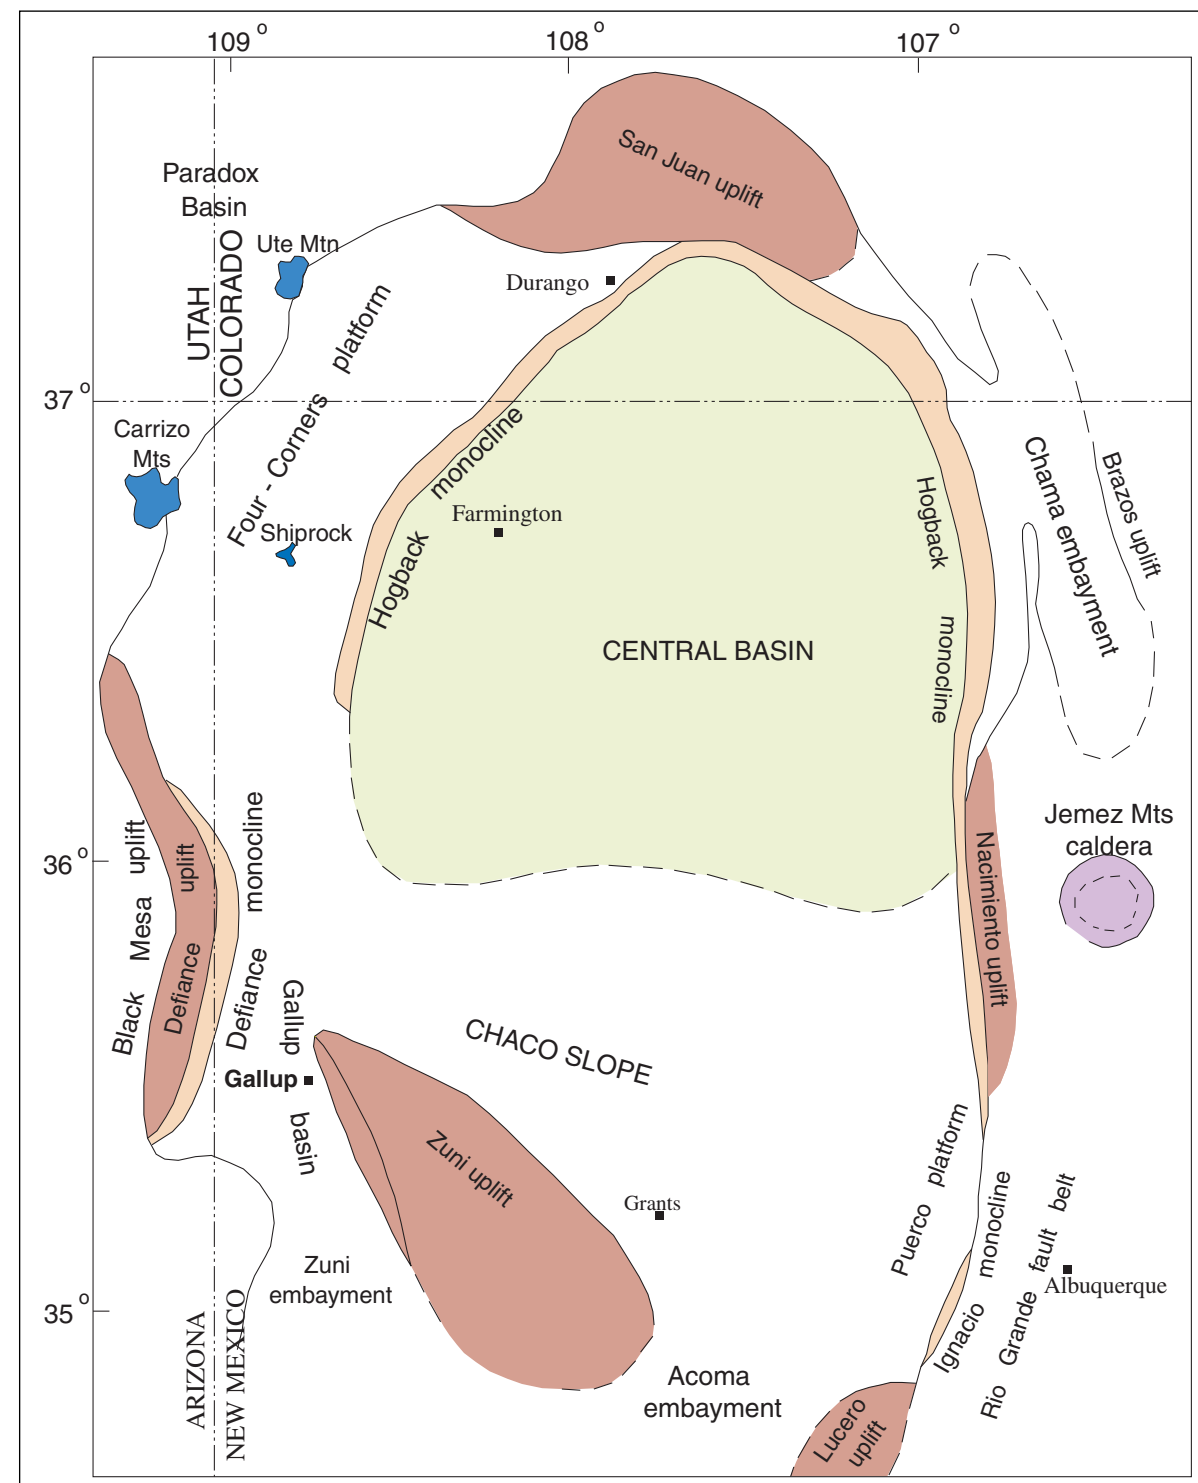 109°
108°
107°
San Juan uplift
Paradox
Basin
Ute Mtn
Durango
UTAH
COLORADO
Four - Corners platform
37°
Carrizo
Mts
Hogback monocline
Farmington
Shiprock
Hogback monocline
Chama embayment
Brazos uplift
CENTRAL BASIN
Jemez Mts
caldera
36°
Black Mesa uplift
Defiance uplift
Defiance monocline
Nacimiento uplift
Gallup basin
Gallup
CHACO SLOPE
Zuni uplift
Grants
Puerco platform
Ignacio monocline
Rio Grande fault belt
Albuquerque
Zuni
embayment
35°
ARIZONA
NEW MEXICO
Acoma
embayment
Lucero
uplift